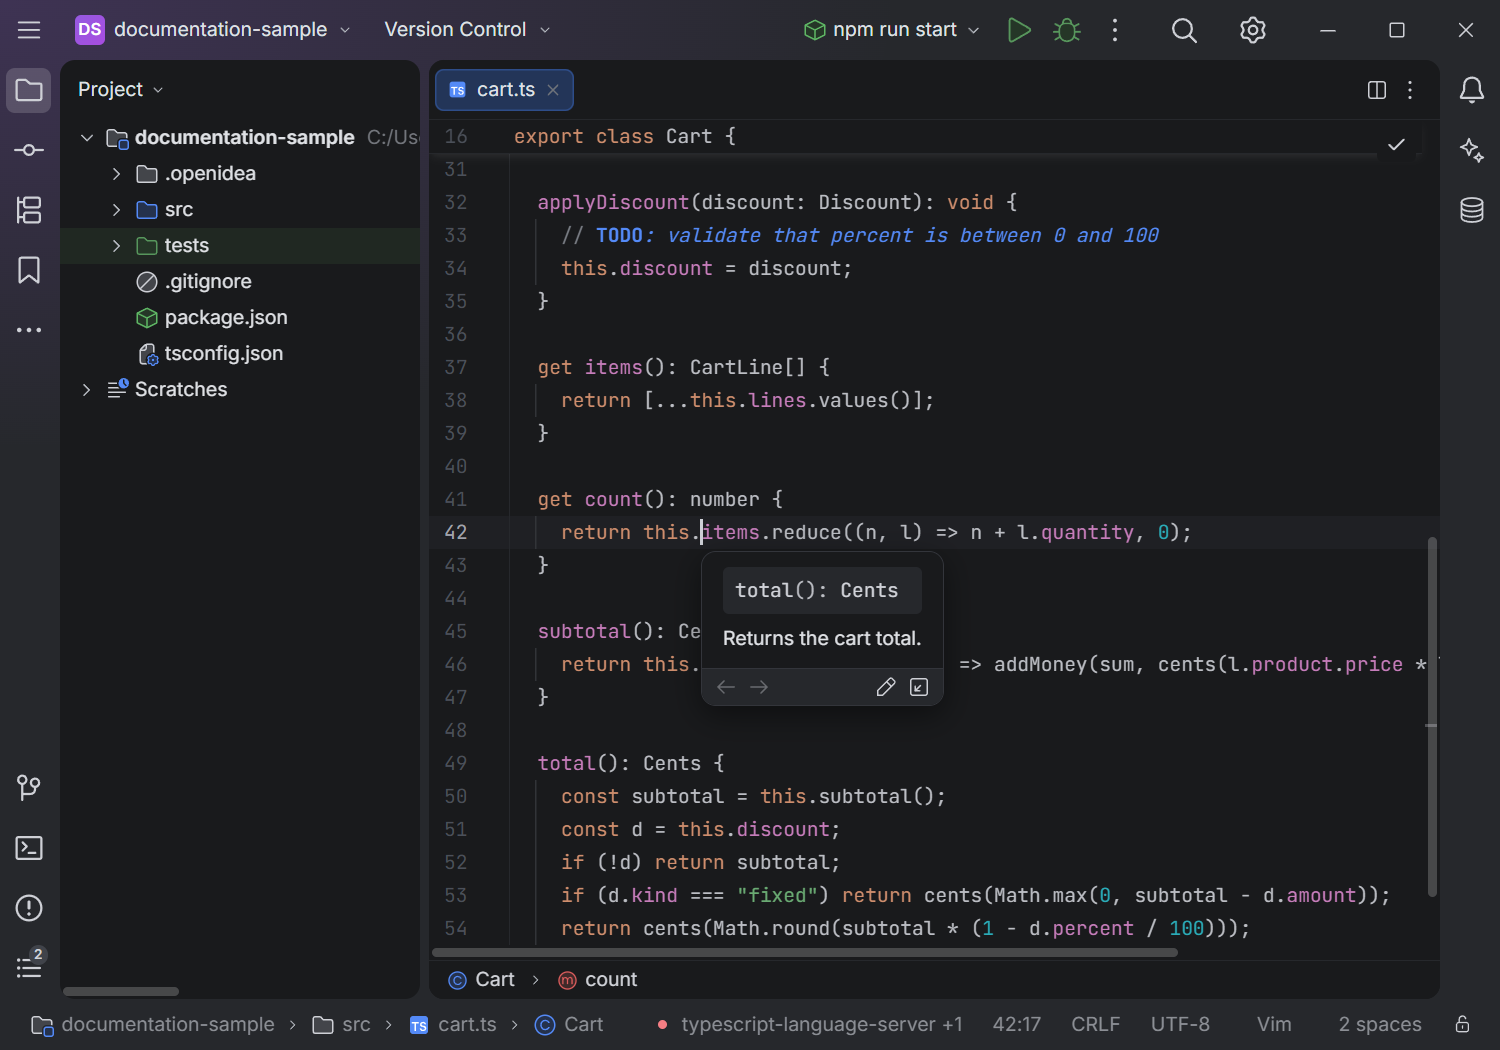 DS documentation-sample
Version Control
npm run start
Project
documentation-sample C:/Use
.openidea
src
tests
.gitignore
package.json
tsconfig.json
Scratches
2
TS cart.ts
16 export class Cart {
31
32 applyDiscount(discount: Discount): void {
33 // TODO: validate that percent is between 0 and 100
34 this.discount = discount;
35 }
36
37 get items(): CartLine[] {
38 return [...this.lines.values()];
39 }
40
41 get count(): number {
42 return this.items.reduce((n, l) => n + l.quantity, 0);
43 }
44
45 subtotal(): Ce
46 return this. => addMoney(sum, cents(l.product.price *
47 }
48
49 total(): Cents {
50 const subtotal = this.subtotal();
51 const d = this.discount;
52 if (!d) return subtotal;
53 if (d.kind === "fixed") return cents(Math.max(0, subtotal - d.amount));
54 return cents(Math.round(subtotal * (1 - d.percent / 100)));
total(): Cents
Returns the cart total.
C Cart › m count
documentation-sample › src › TS cart.ts › C Cart
typescript-language-server +1
42:17
CRLF
UTF-8
Vim
2 spaces